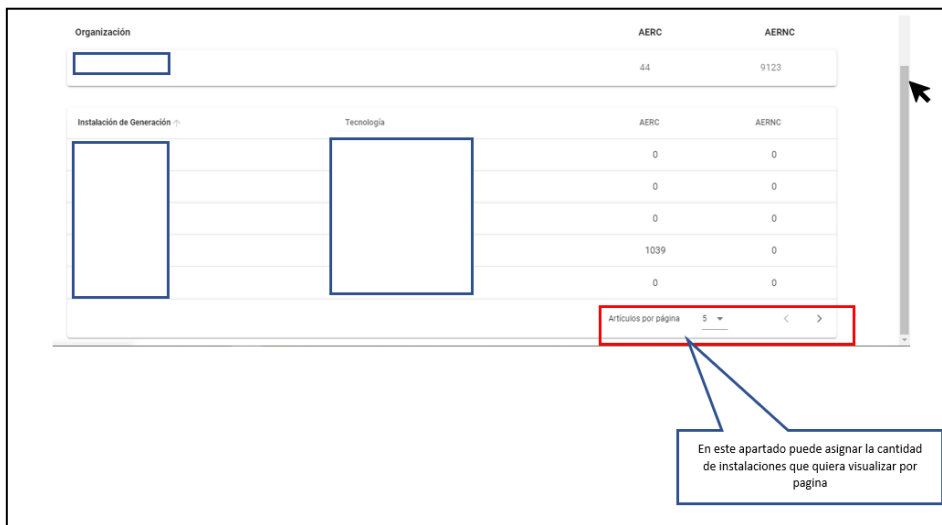 Organización AERC AERNC
44 9123
Instalación de Generación Tecnología AERC AERNC
0 0
0 0
0 0
1039 0
0 0
Artículos por página 5
En este apartado puede asignar la cantidad
de instalaciones que quiera visualizar por
pagina